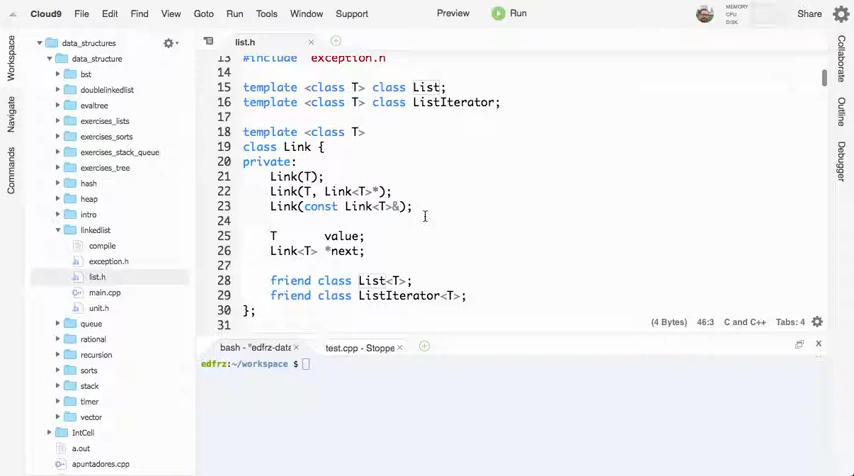 Cloud9 File Edit Find View Goto Run Tools Window Support Preview Run MEMORY CPU DISK Share
Workspace
Navigate
Commands
data_structures
data_structure
bst
doublelinkedlist
evaltree
exercises_lists
exercises_sorts
exercises_stack_queue
exercises_tree
hash
heap
intro
linkedlist
compile
exception.h
list.h
main.cpp
unit.h
queue
rational
recursion
sorts
stack
timer
vector
IntCell
a.out
apuntadores.cpp
list.h
13 #include "exception.h"
14
15 template <class T> class List;
16 template <class T> class ListIterator;
17
18 template <class T>
19 class Link {
20 private:
21     Link(T);
22     Link(T, Link<T>*);
23     Link(const Link<T>&);
24
25     T       value;
26     Link<T> *next;
27
28     friend class List<T>;
29     friend class ListIterator<T>;
30 };
31
(4 Bytes) 46:3 C and C++ Tabs: 4
bash - "edfrz-data
test.cpp - Stoppe
edfrz:~/workspace $
Collaborate
Outline
Debugger